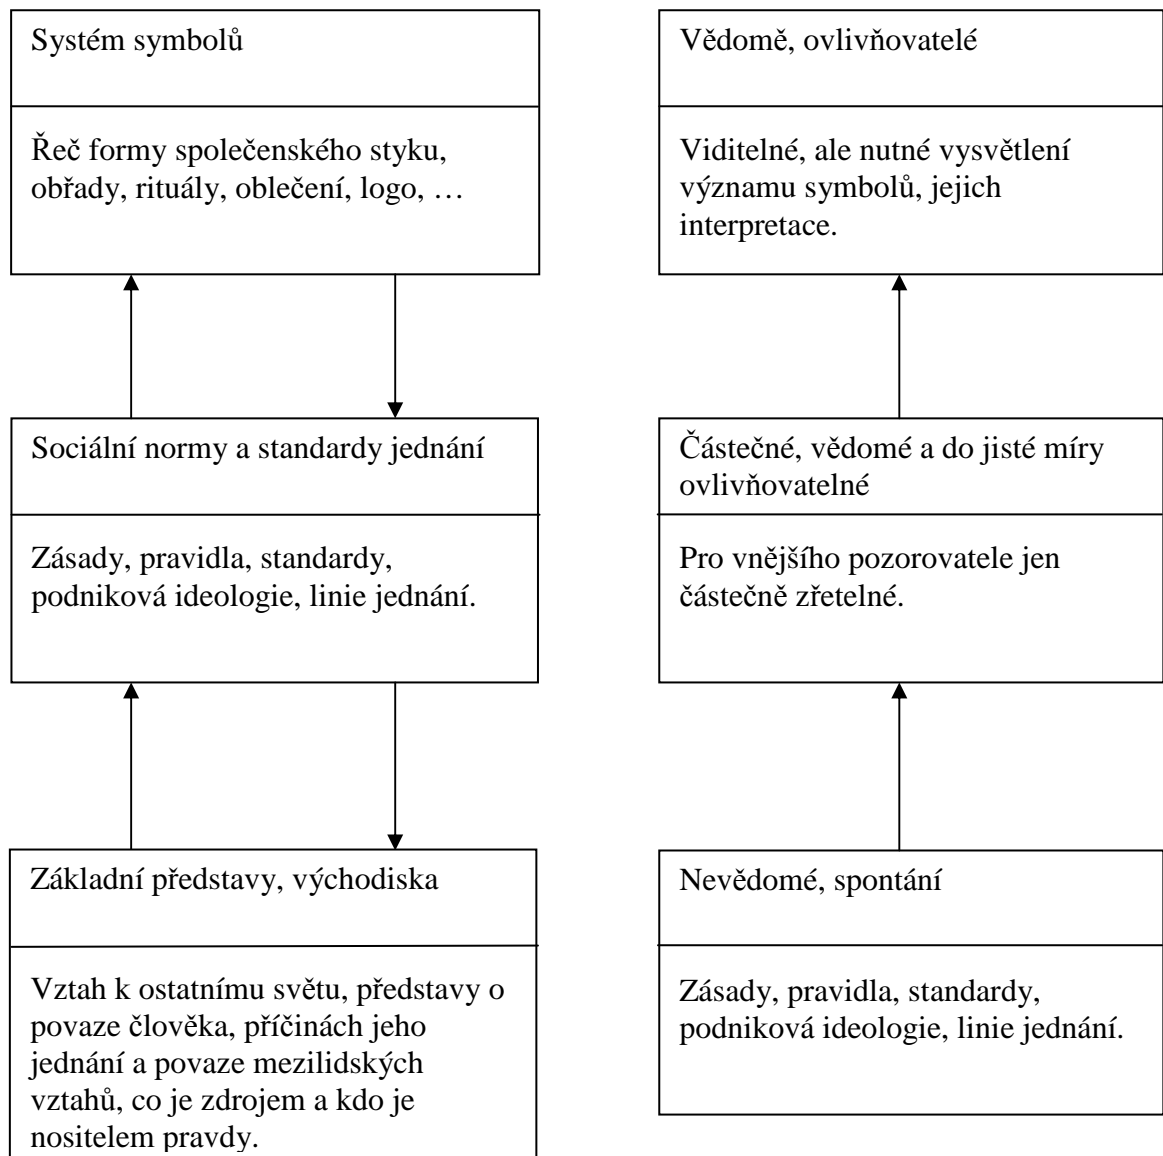 Systém symbolů
Řeč formy společenského styku,
obřady, rituály, oblečení, logo, …
Vědomě, ovlivňovatelé
Viditelné, ale nutné vysvětlení
významu symbolů, jejich
interpretace.
Sociální normy a standardy jednání
Zásady, pravidla, standardy,
podniková ideologie, linie jednání.
Částečné, vědomé a do jisté míry
ovlivňovatelné
Pro vnějšího pozorovatele jen
částečně zřetelné.
Základní představy, východiska
Vztah k ostatnímu světu, představy o
povaze člověka, příčinách jeho
jednání a povaze mezilidských
vztahů, co je zdrojem a kdo je
nositelem pravdy.
Nevědomé, spontání
Zásady, pravidla, standardy,
podniková ideologie, linie jednání.